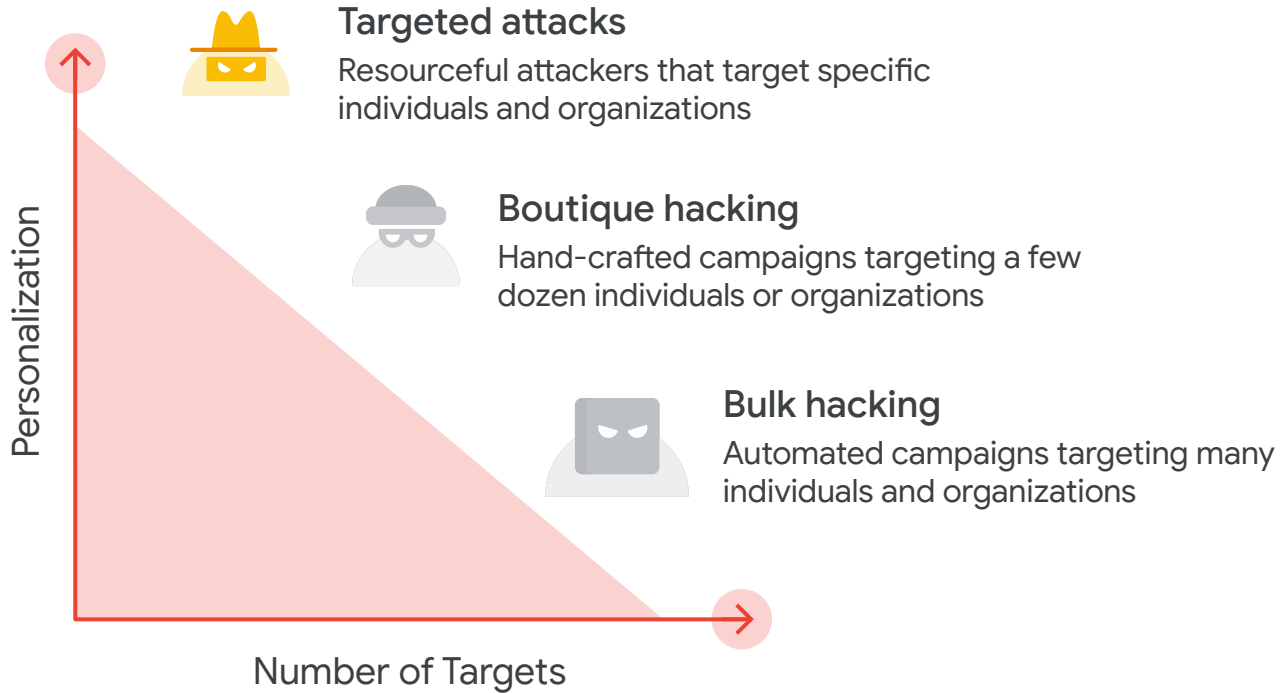 Targeted attacks
Resourceful attackers that target specific
individuals and organizations
Boutique hacking
Hand-crafted campaigns targeting a few
dozen individuals or organizations
Bulk hacking
Automated campaigns targeting many
individuals and organizations
Personalization
Number of Targets